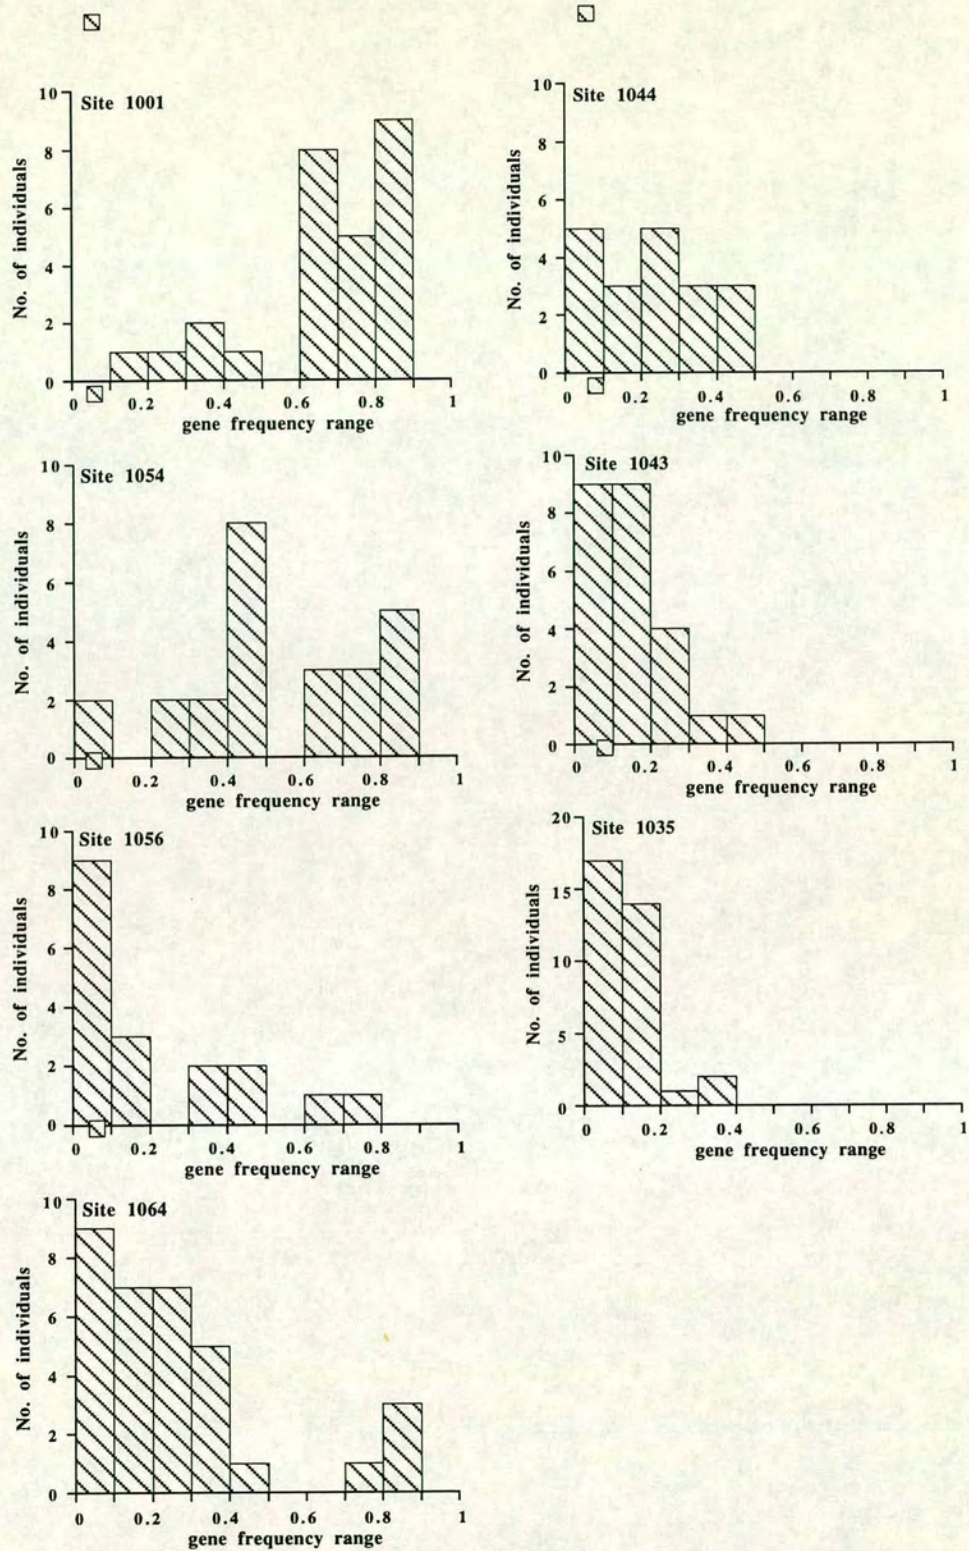 Site 1001
10
8
6
4
2
0
No. of individuals
0 0.2 0.4 0.6 0.8 1
gene frequency range
Site 1044
10
8
6
4
2
0
No. of individuals
0 0.2 0.4 0.6 0.8 1
gene frequency range
Site 1054
10
8
6
4
2
0
No. of individuals
0 0.2 0.4 0.6 0.8 1
gene frequency range
Site 1043
10
8
6
4
2
0
No. of individuals
0 0.2 0.4 0.6 0.8 1
gene frequency range
Site 1056
10
8
6
4
2
0
No. of individuals
0 0.2 0.4 0.6 0.8 1
gene frequency range
Site 1035
20
15
10
5
0
No. of individuals
0 0.2 0.4 0.6 0.8 1
gene frequency range
Site 1064
10
8
6
4
2
0
No. of individuals
0 0.2 0.4 0.6 0.8 1
gene frequency range